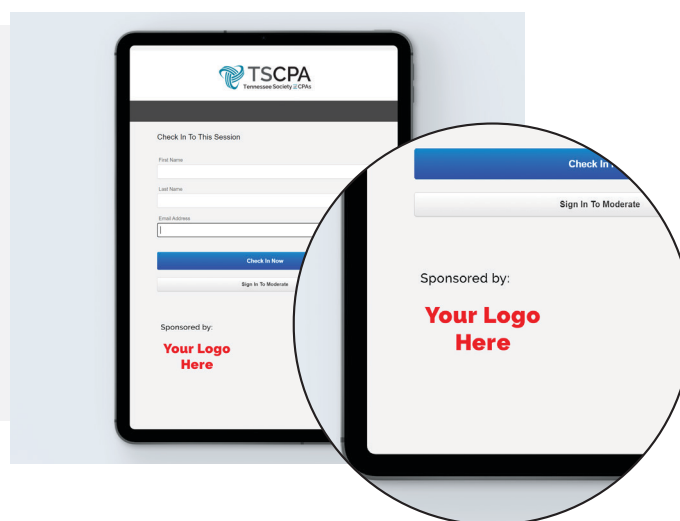 TSCPA
Tennessee Society of CPAs
Check In To This Session
First Name
Last Name
Email Address
Check In Now
Sign In To Moderate
Sponsored by:
Your Logo
Here
Check In
Sign In To Moderate
Sponsored by:
Your Logo
Here